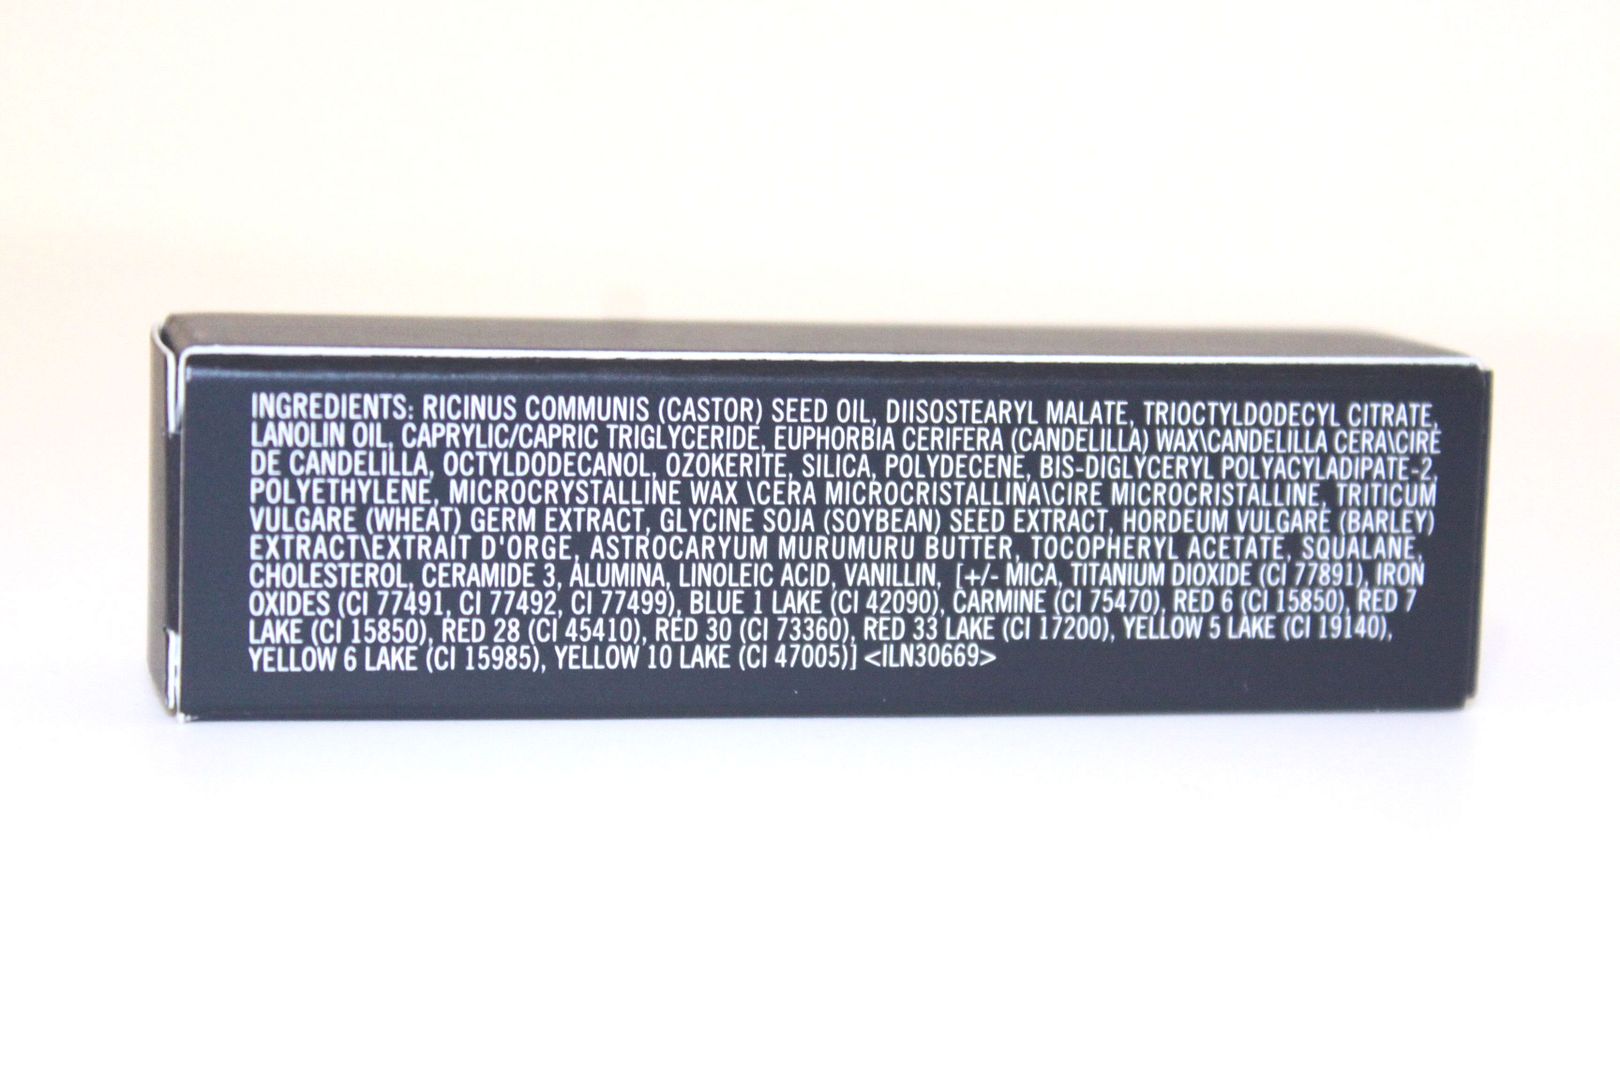 INGREDIENTS: RICINUS COMMUNIS (CASTOR) SEED OIL, DIISOSTEARYL MALATE, TRIOCTYLDODECYL CITRATE,
LANOLIN OIL, CAPRYLIC/CAPRIC TRIGLYCERIDE, EUPHORBIA CERIFERA (CANDELILLA) WAX\CANDELILLA CERA\CIRE
DE CANDELILLA, OCTYLDODECANOL, OZOKERITE, SILICA, POLYDECENE, BIS-DIGLYCERYL POLYACYLADIPATE-2,
POLYETHYLENE, MICROCRYSTALLINE WAX \CERA MICROCRISTALLINA\CIRE MICROCRISTALLINE, TRITICUM
VULGARE (WHEAT) GERM EXTRACT, GLYCINE SOJA (SOYBEAN) SEED EXTRACT, HORDEUM VULGARE (BARLEY)
EXTRACT\EXTRAIT D'ORGE, ASTROCARYUM MURUMURU BUTTER, TOCOPHERYL ACETATE, SQUALANE,
CHOLESTEROL, CERAMIDE 3, ALUMINA, LINOLEIC ACID, VANILLIN, [+/- MICA, TITANIUM DIOXIDE (CI 77891), IRON
OXIDES (CI 77491, CI 77492, CI 77499), BLUE 1 LAKE (CI 42090), CARMINE (CI 75470), RED 6 (CI 15850), RED 7
LAKE (CI 15850), RED 28 (CI 45410), RED 30 (CI 73360), RED 33 LAKE (CI 17200), YELLOW 5 LAKE (CI 19140),
YELLOW 6 LAKE (CI 15985), YELLOW 10 LAKE (CI 47005)] <ILN30669>